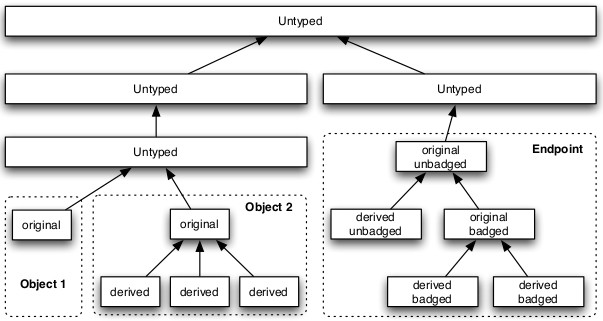 Untyped
Untyped
Untyped
Untyped
Endpoint
original
unbadged
Object 2
original
original
derived
unbadged
original
badged
Object 1
derived
derived
derived
derived
badged
derived
badged